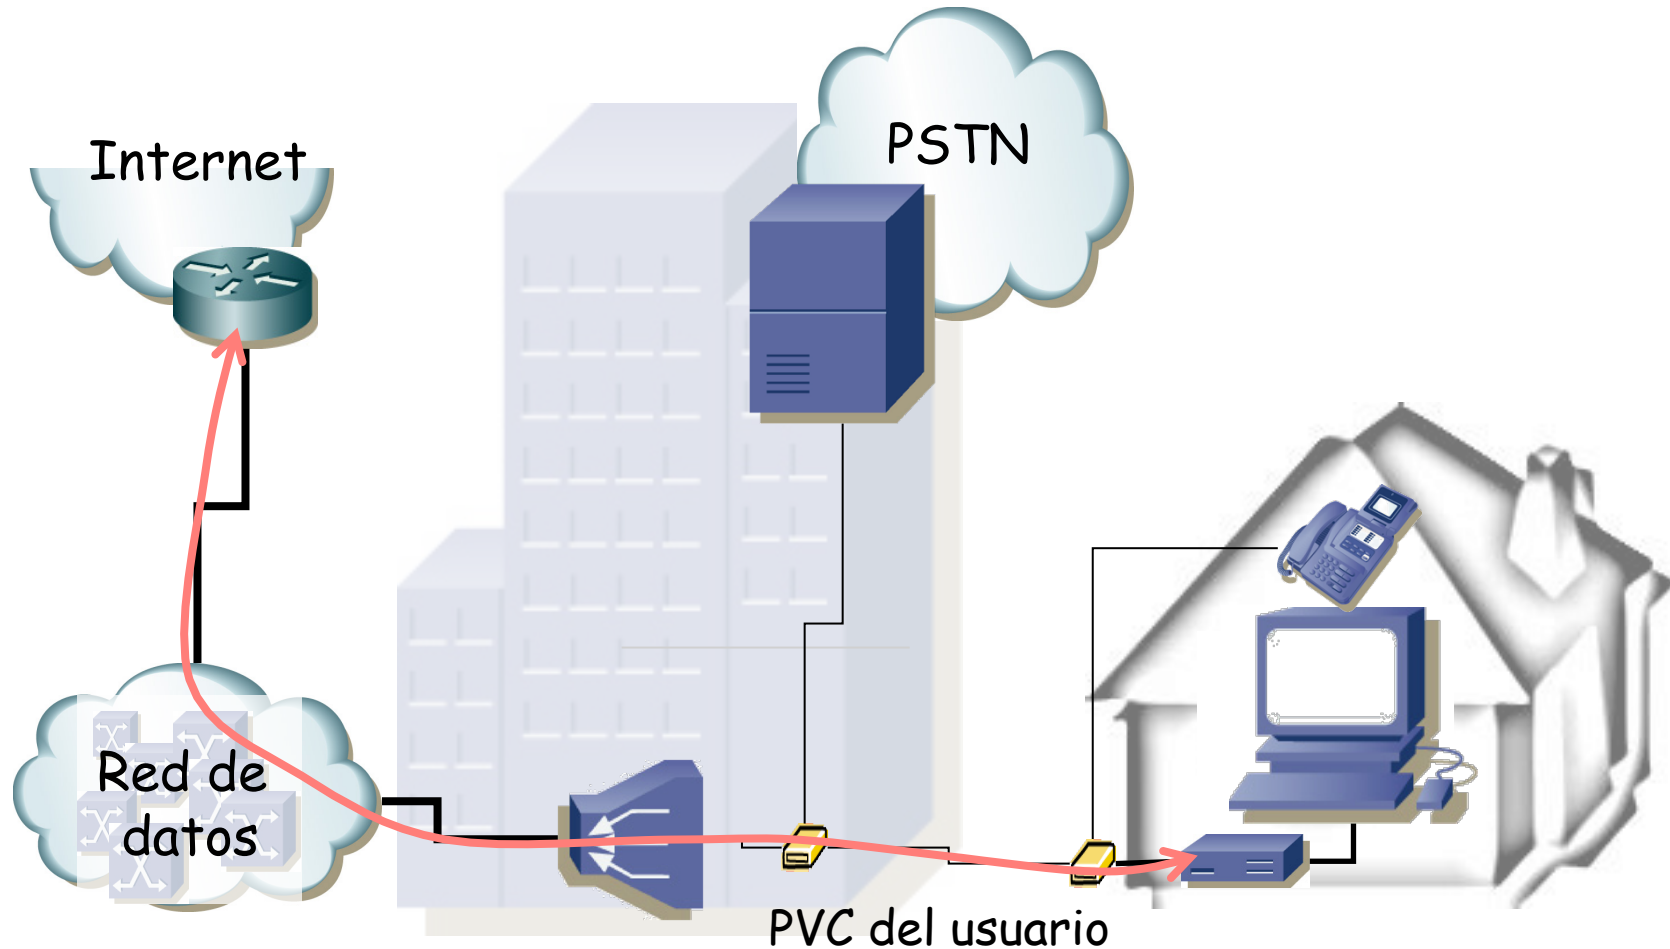 Internet
PSTN
Red de
datos
PVC del usuario